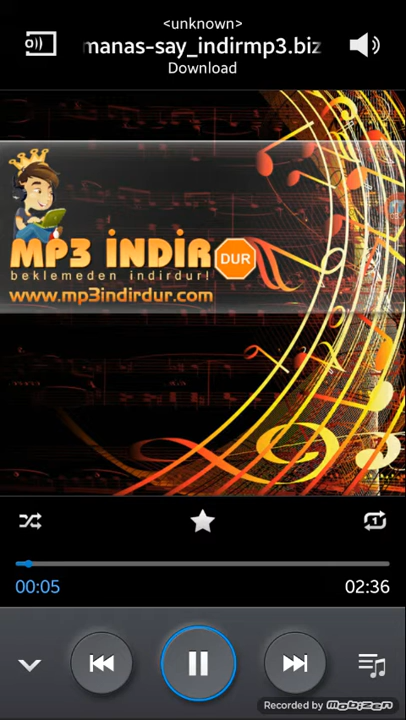 <unknown>
manas-say_indirmp3.biz
Download
MP3 İNDİR
DUR
beklemeden indirdur!
www.mp3indirdur.com
1
00:05
02:36
Recorded by Mobizen